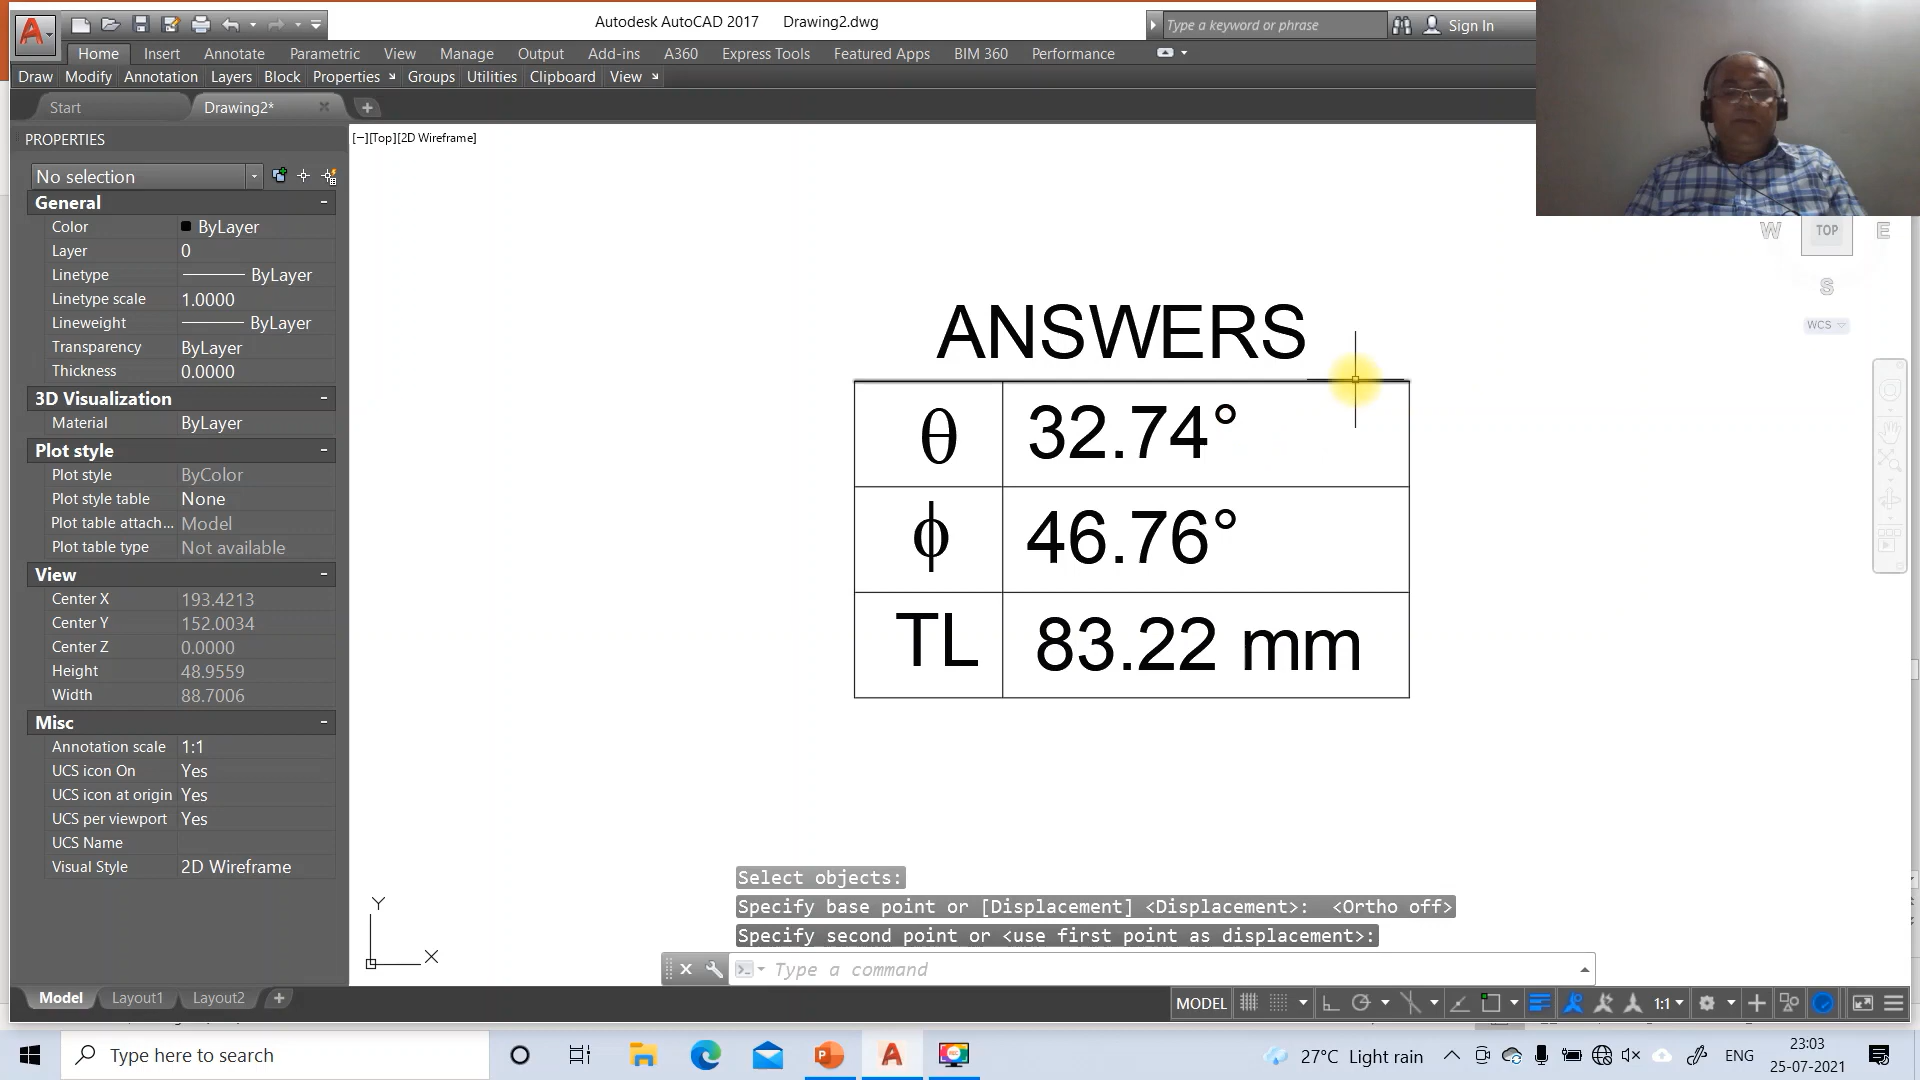 Autodesk AutoCAD 2017 Drawing2.dwg
Type a keyword or phrase
Sign In
Home Insert Annotate Parametric View Manage Output Add-ins A360 Express Tools Featured Apps BIM 360 Performance
Draw Modify Annotation Layers Block Properties Groups Utilities Clipboard View
Start Drawing2*
PROPERTIES
[−][Top][2D Wireframe]
No selection
General
Color ByLayer
Layer 0
Linetype ByLayer
Linetype scale 1.0000
Lineweight ByLayer
Transparency ByLayer
Thickness 0.0000
3D Visualization
Material ByLayer
Plot style
Plot style ByColor
Plot style table None
Plot table attach... Model
Plot table type Not available
View
Center X 193.4213
Center Y 152.0034
Center Z 0.0000
Height 48.9559
Width 88.7006
Misc
Annotation scale 1:1
UCS icon On Yes
UCS icon at origin Yes
UCS per viewport Yes
UCS Name
Visual Style 2D Wireframe
W TOP E
S
WCS
ANSWERS
θ 32.74°
ϕ 46.76°
TL 83.22 mm
Y
X
Select objects:
Specify base point or [Displacement] <Displacement>: <Ortho off>
Specify second point or <use first point as displacement>:
Type a command
Model Layout1 Layout2
MODEL 1:1
Type here to search
27°C Light rain
ENG
23:03
25-07-2021